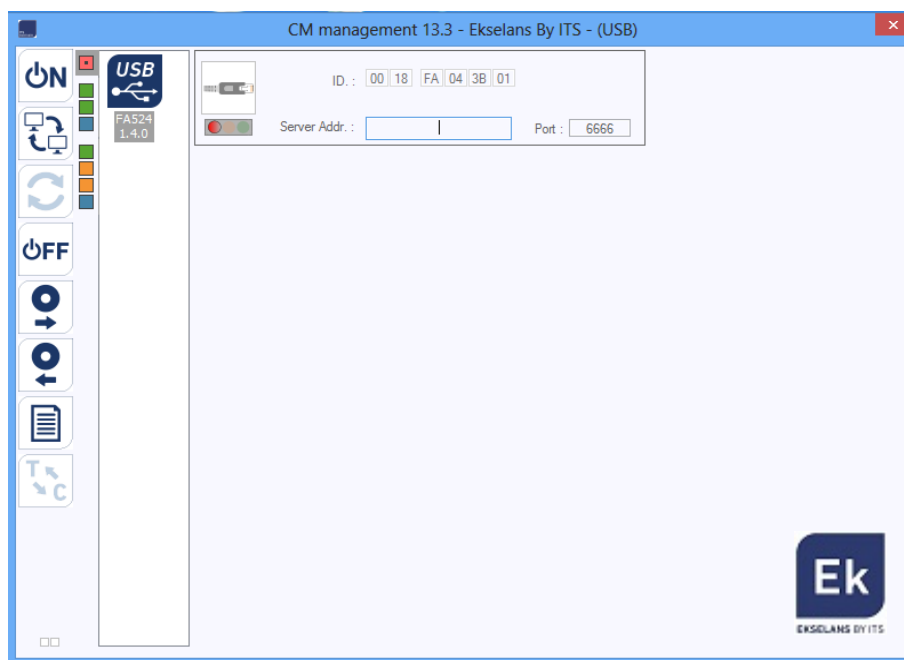 CM management 13.3 - Ekselans By ITS - (USB)
ON
USB
FA524
1.4.0
ID. : 00 18 FA 04 3B 01
Server Addr. : Port : 6666
OFF
T C
Ek
EKSELANS BY ITS